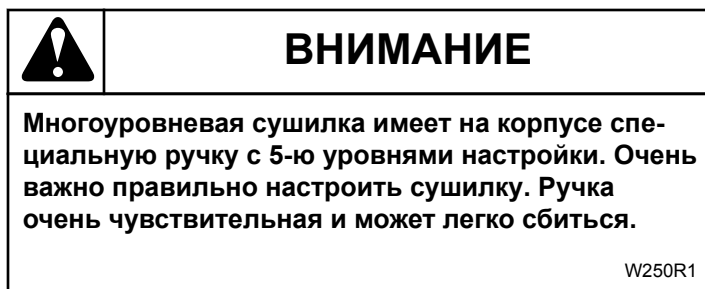 ВНИМАНИЕ
Многоуровневая сушилка имеет на корпусе спе-
циальную ручку с 5-ю уровнями настройки. Очень
важно правильно настроить сушилку. Ручка
очень чувствительная и может легко сбиться.
W250R1